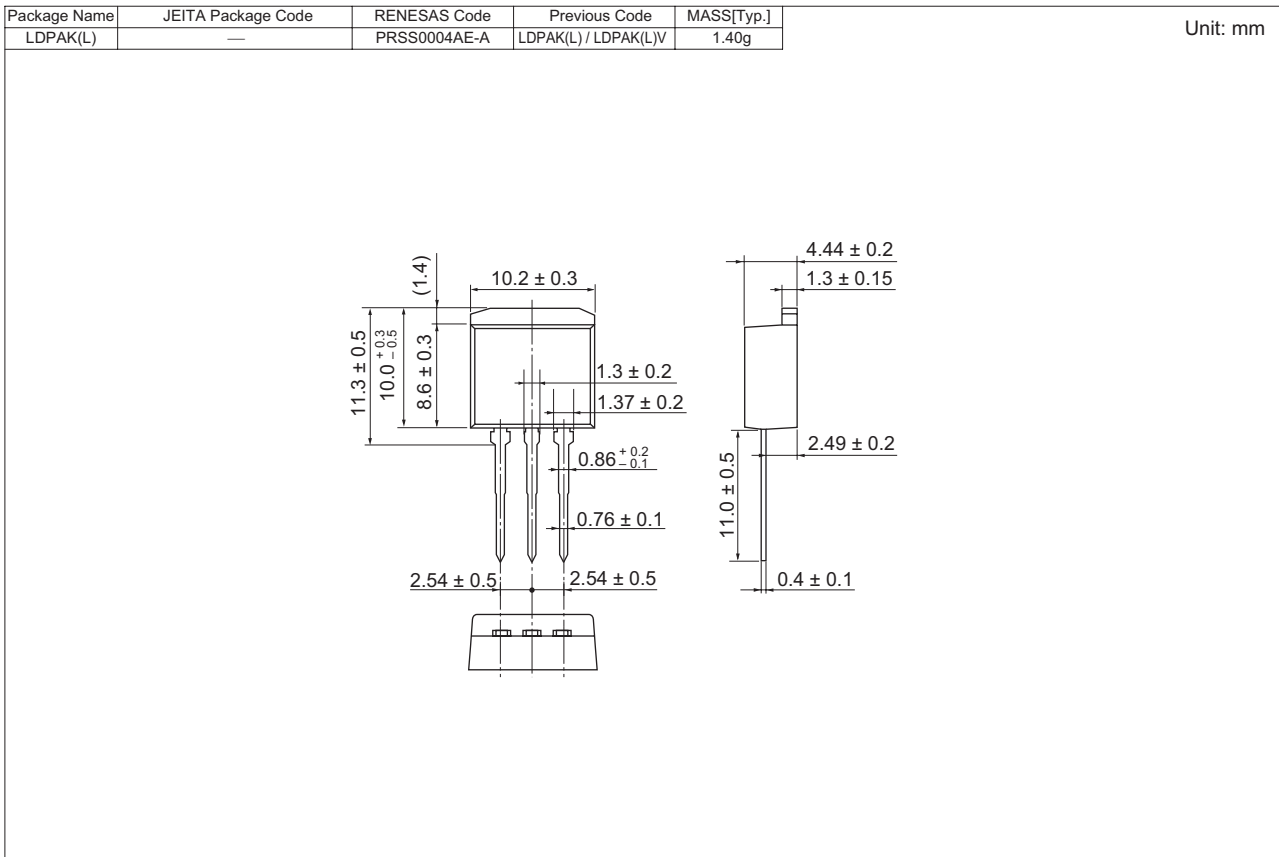 Package Name JEITA Package Code RENESAS Code Previous Code MASS[Typ.]
LDPAK(L) — PRSS0004AE-A LDPAK(L) / LDPAK(L)V 1.40g
Unit: mm
4.44 ± 0.2
(1.4)
10.2 ± 0.3
1.3 ± 0.15
11.3 ± 0.5
10.0 + 0.3 – 0.5
8.6 ± 0.3
1.3 ± 0.2
1.37 ± 0.2
2.49 ± 0.2
0.86 + 0.2 – 0.1
11.0 ± 0.5
0.76 ± 0.1
2.54 ± 0.5
2.54 ± 0.5
0.4 ± 0.1